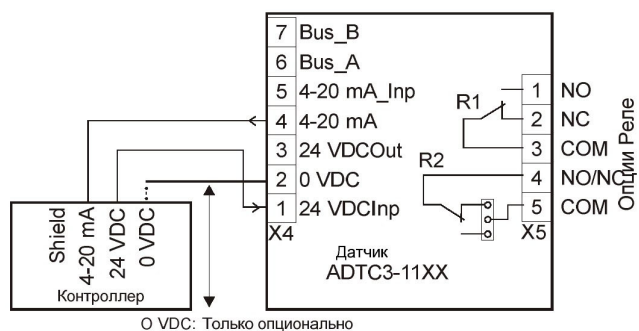 7 Bus_B
6 Bus_A
5 4-20 mA_Inp
4 4-20 mA
3 24 VDCOut
2 0 VDC
1 24 VDCInp
X4
R1
R2
1 NO
2 NC
3 COM
4 NO/NC
5 COM
X5
Опции Реле
Датчик
ADTC3-11XX
Shield
4-20 mA
24 VDC
0 VDC
Контроллер
O VDC: Только опционально